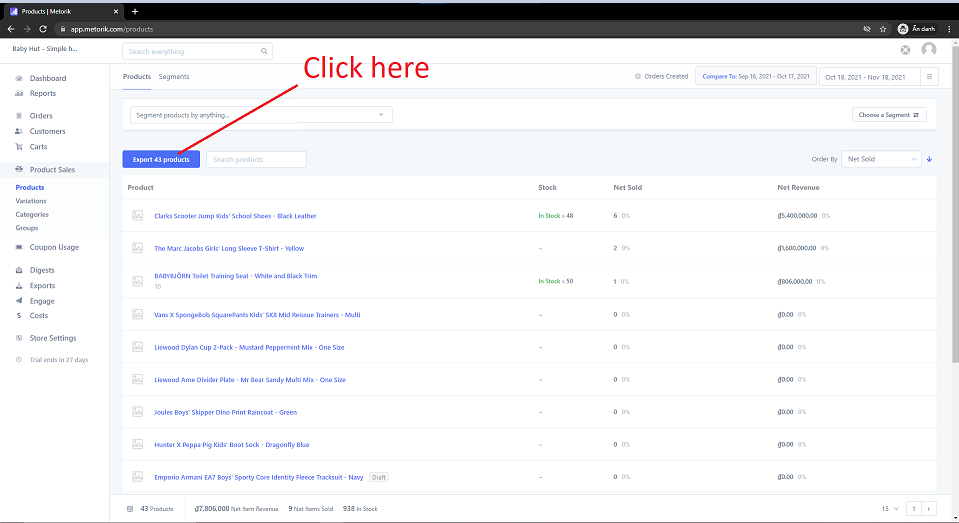 Products | Metorik
app.metorik.com/products
Ẩn danh
Baby Hut – Simple h...
Search everything
Click here
Products Segments
Orders Created
Compare To: Sep 16, 2021 - Oct 17, 2021
Oct 18, 2021 - Nov 18, 2021
Dashboard
Reports
Orders
Customers
Carts
Product Sales
Products
Variations
Categories
Groups
Coupon Usage
Digests
Exports
Engage
Costs
Store Settings
Trial ends in 27 days
Segment products by anything...
Choose a Segment
Export 43 products
Search products
Order By Net Sold
Product Stock Net Sold Net Revenue
Clarks Scooter Jump Kids' School Shoes - Black Leather In Stock x 48 6 0% ₫5,400,000.00 0%
The Marc Jacobs Girls' Long Sleeve T-Shirt - Yellow – 2 0% ₫1,600,000.00 0%
BABYBJÖRN Toilet Training Seat - White and Black Trim In Stock x 50 1 0% ₫806,000.00 0%
10
Vans X SpongeBob SquarePants Kids' SK8 Mid Reissue Trainers - Multi – 0 0% ₫0.00 0%
Liewood Dylan Cup 2-Pack - Mustard Peppermint Mix - One Size – 0 0% ₫0.00 0%
Liewood Arne Divider Plate - Mr Bear Sandy Multi Mix - One Size – 0 0% ₫0.00 0%
Joules Boys' Skipper Dino Print Raincoat - Green – 0 0% ₫0.00 0%
Hunter X Peppa Pig Kids' Boot Sock - Dragonfly Blue – 0 0% ₫0.00 0%
Emporio Armani EA7 Boys' Sporty Core Identity Fleece Tracksuit - Navy Draft – 0 0% ₫0.00 0%
43 Products ₫7,806,000 Net Item Revenue 9 Net Items Sold 938 In Stock 15 1